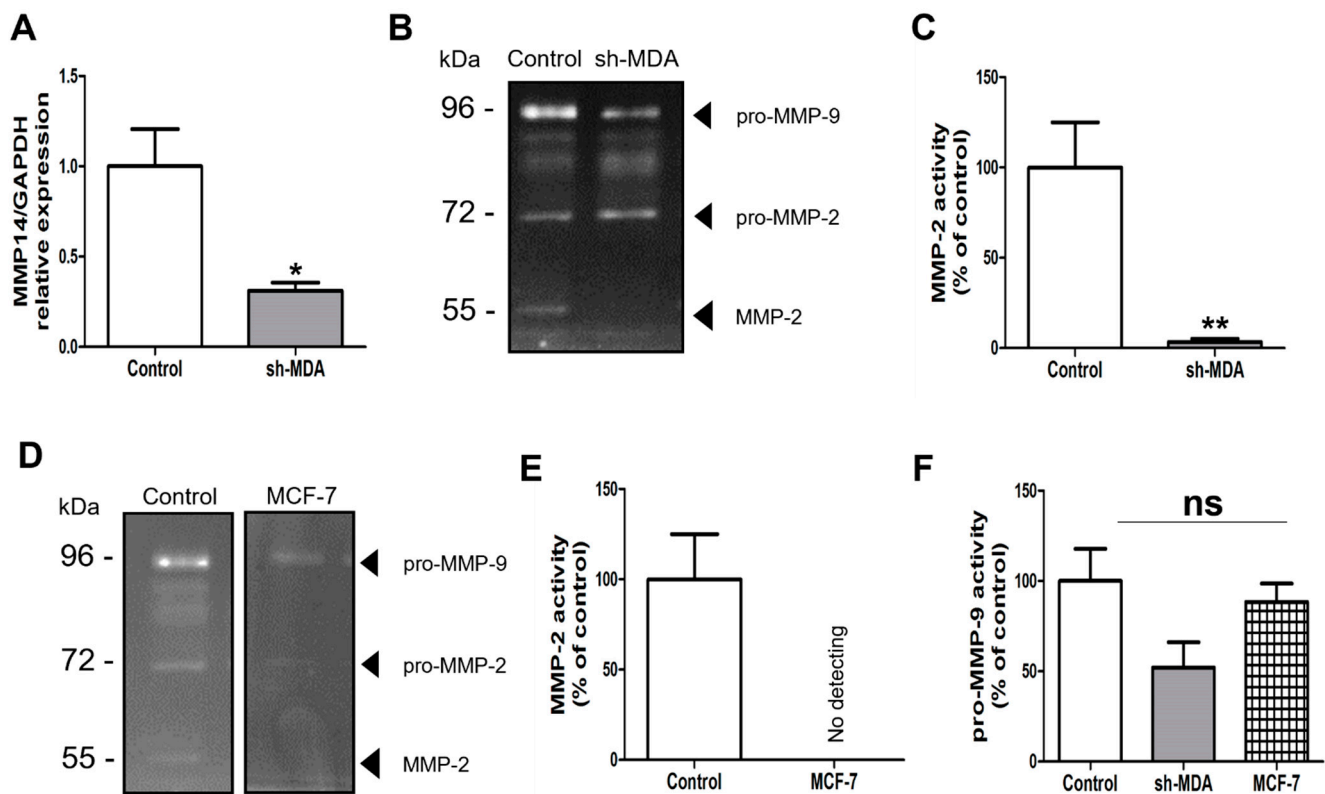 A
MMP14/GAPDH
relative expression
1.5
1.0
0.5
0.0
*
Control
sh-MDA
B
kDa
Control sh-MDA
96 -
72 -
55 -
pro-MMP-9
pro-MMP-2
MMP-2
C
MMP-2 activity
(% of control)
150
100
50
0
**
Control
sh-MDA
D
kDa
Control
MCF-7
96 -
72 -
55 -
pro-MMP-9
pro-MMP-2
MMP-2
E
MMP-2 activity
(% of control)
150
100
50
0
No detecting
Control
MCF-7
F
pro-MMP-9 activity
(% of control)
150
100
50
0
ns
Control
sh-MDA
MCF-7